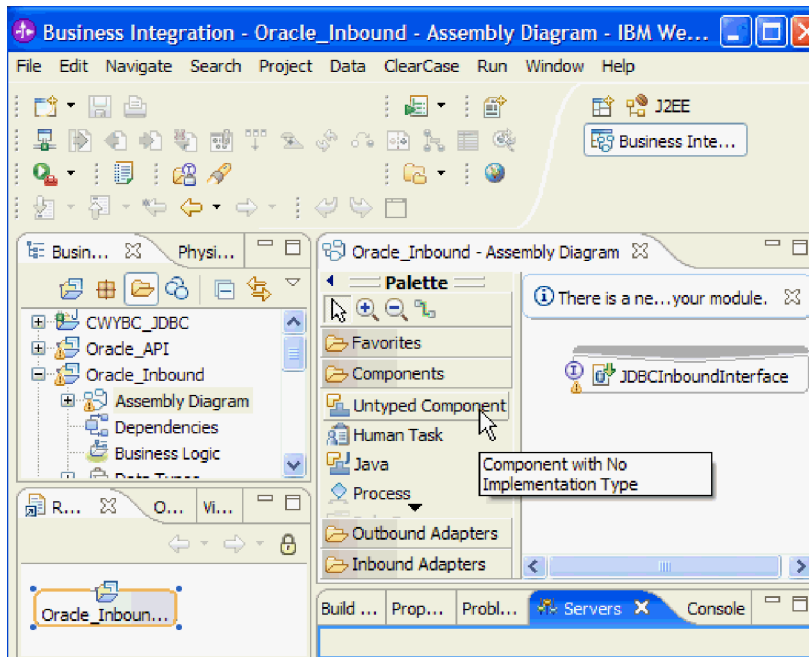 Business Integration - Oracle_Inbound - Assembly Diagram - IBM We...
File Edit Navigate Search Project Data ClearCase Run Window Help
J2EE
Business Inte...
Busin... Physi...
Oracle_Inbound - Assembly Diagram
Palette
There is a ne...your module.
CWYBC_JDBC
Oracle_API
Oracle_Inbound
Assembly Diagram
Dependencies
Business Logic
Data Types
Favorites
Components
Untyped Component
Human Task
Java
Process
Outbound Adapters
Inbound Adapters
JDBCInboundInterface
Component with No
Implementation Type
R... O... Vi...
Oracle_Inboun...
Build ... Prop... Probl... Servers Console